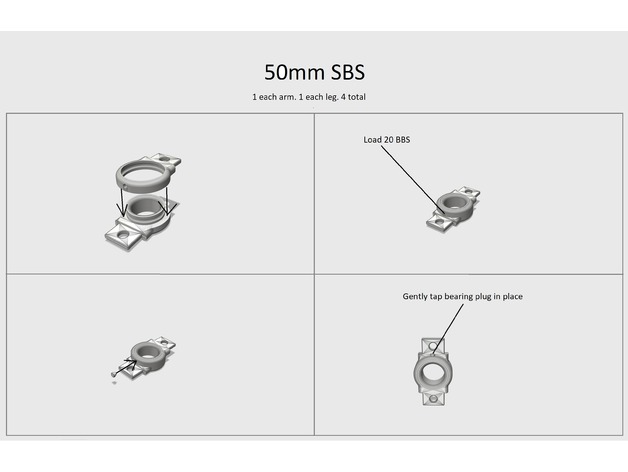 50mm SBS
1 each arm. 1 each leg. 4 total
Load 20 BBS
Gently tap bearing plug in place